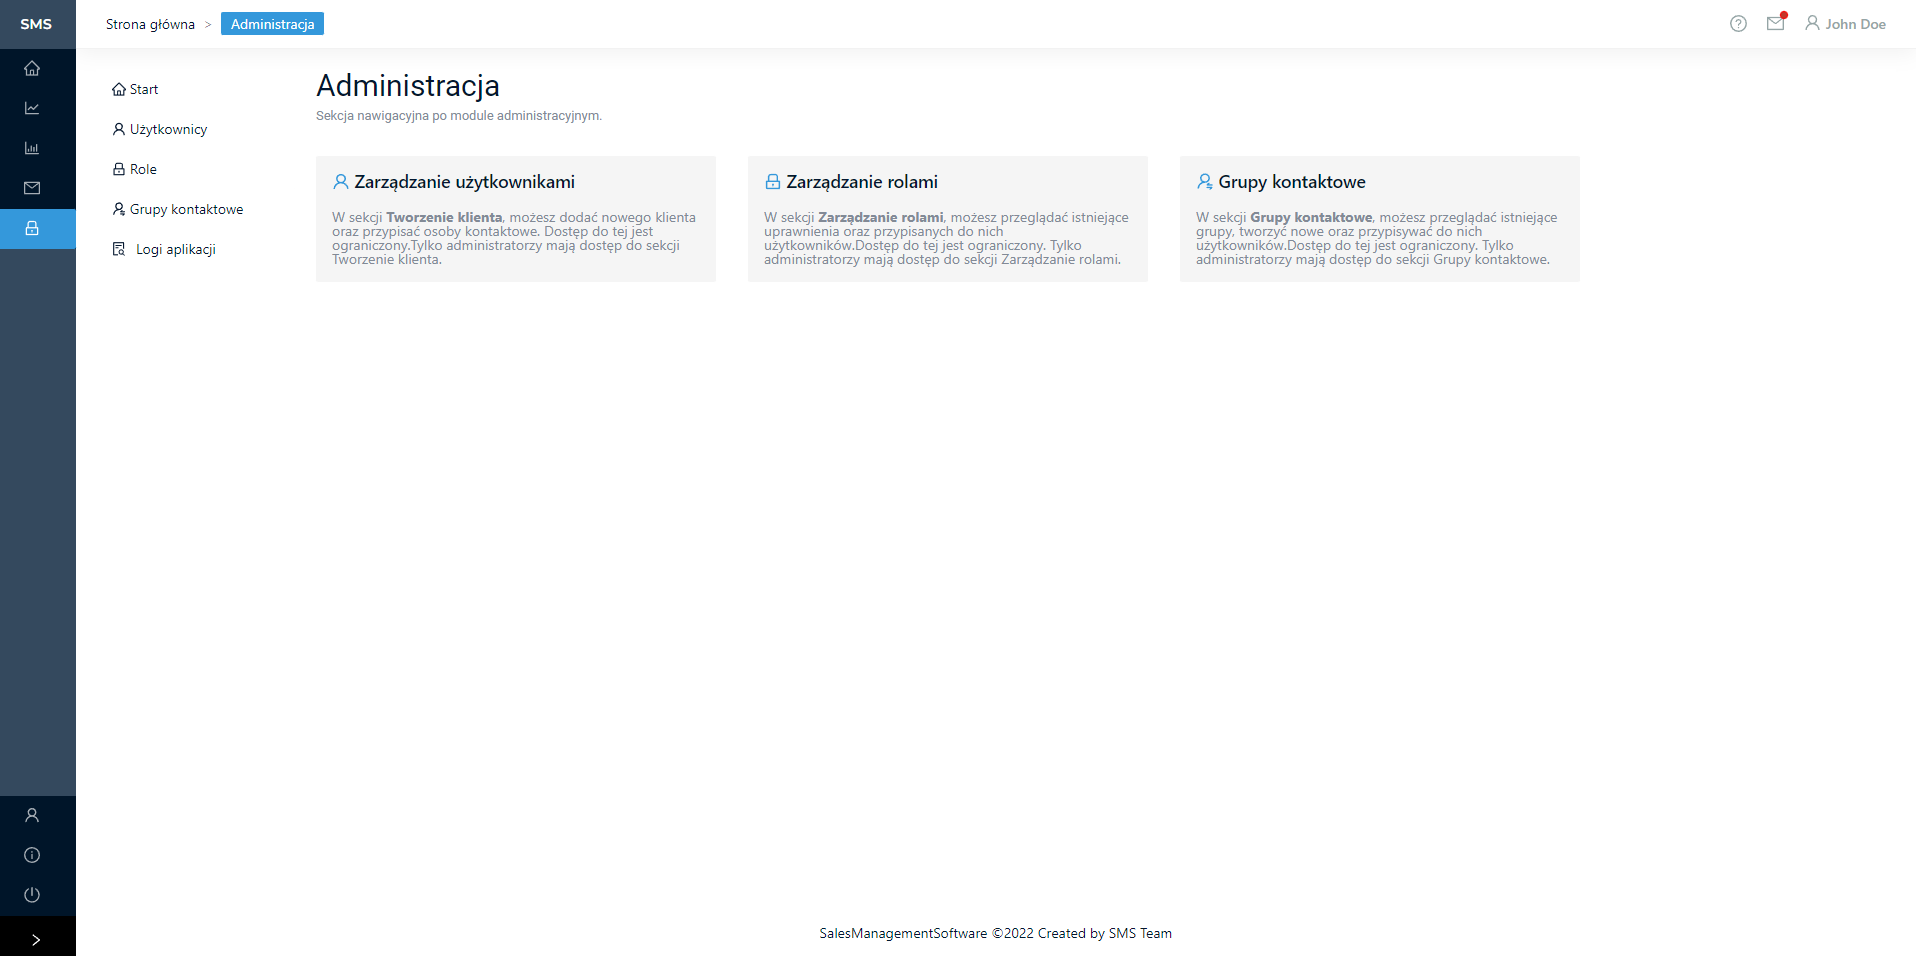 SMS
Strona główna > Administracja
John Doe
Start
Użytkownicy
Role
Grupy kontaktowe
Logi aplikacji
Administracja
Sekcja nawigacyjna po module administracyjnym.
Zarządzanie użytkownikami
W sekcji Tworzenie klienta, możesz dodać nowego klienta
oraz przypisać osoby kontaktowe. Dostęp do tej jest
ograniczony.Tylko administratorzy mają dostęp do sekcji
Tworzenie klienta.
Zarządzanie rolami
W sekcji Zarządzanie rolami, możesz przeglądać istniejące
uprawnienia oraz przypisanych do nich
użytkowników.Dostęp do tej jest ograniczony. Tylko
administratorzy mają dostęp do sekcji Zarządzanie rolami.
Grupy kontaktowe
W sekcji Grupy kontaktowe, możesz przeglądać istniejące
grupy, tworzyć nowe oraz przypisywać do nich
użytkowników.Dostęp do tej jest ograniczony. Tylko
administratorzy mają dostęp do sekcji Grupy kontaktowe.
SalesManagementSoftware ©2022 Created by SMS Team